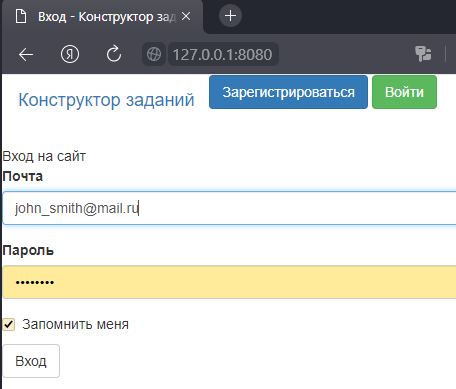 Вход - Конструктор зад
Я
127.0.0.1:8080
Конструктор заданий
Зарегистрироваться
Войти
Вход на сайт
Почта
john_smith@mail.ru
Пароль
••••••••
Запомнить меня
Вход